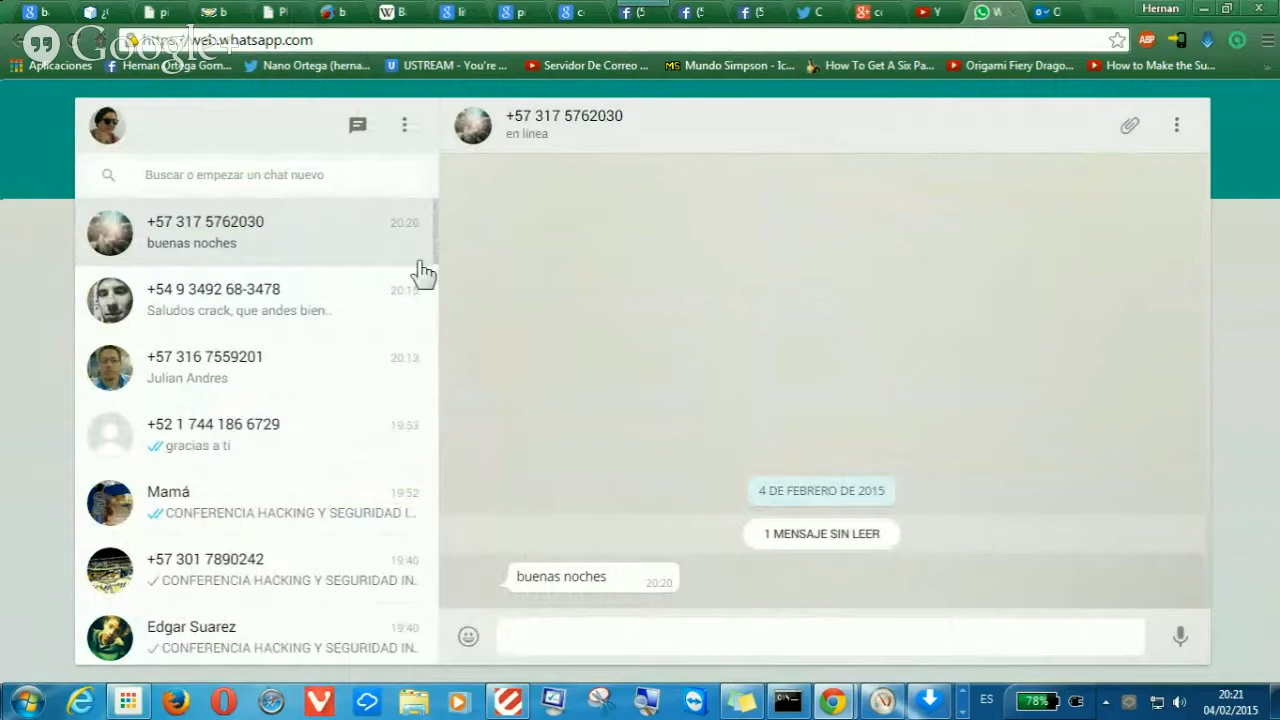 Hernan
https://web.whatsapp.com
Google+
ABP
Aplicaciones
Hernan Ortega Gom...
Nano Ortega (herna...
USTREAM - You're ...
Servidor De Correo ...
Mundo Simpson - Ic...
How To Get A Six Pa...
Origami Fiery Drago...
How to Make the Su...
+57 317 5762030
en línea
Buscar o empezar un chat nuevo
+57 317 5762030
20:20
buenas noches
+54 9 3492 68-3478
Saludos crack, que andes bien..
+57 316 7559201
20:13
Julian Andres
+52 1 744 186 6729
19:53
gracias a ti
Mamá
19:52
CONFERENCIA HACKING Y SEGURIDAD I...
+57 301 7890242
19:40
CONFERENCIA HACKING Y SEGURIDAD IN...
Edgar Suarez
19:40
CONFERENCIA HACKING Y SEGURIDAD IN...
4 DE FEBRERO DE 2015
1 MENSAJE SIN LEER
buenas noches
20:20
ES
78%
20:21
04/02/2015